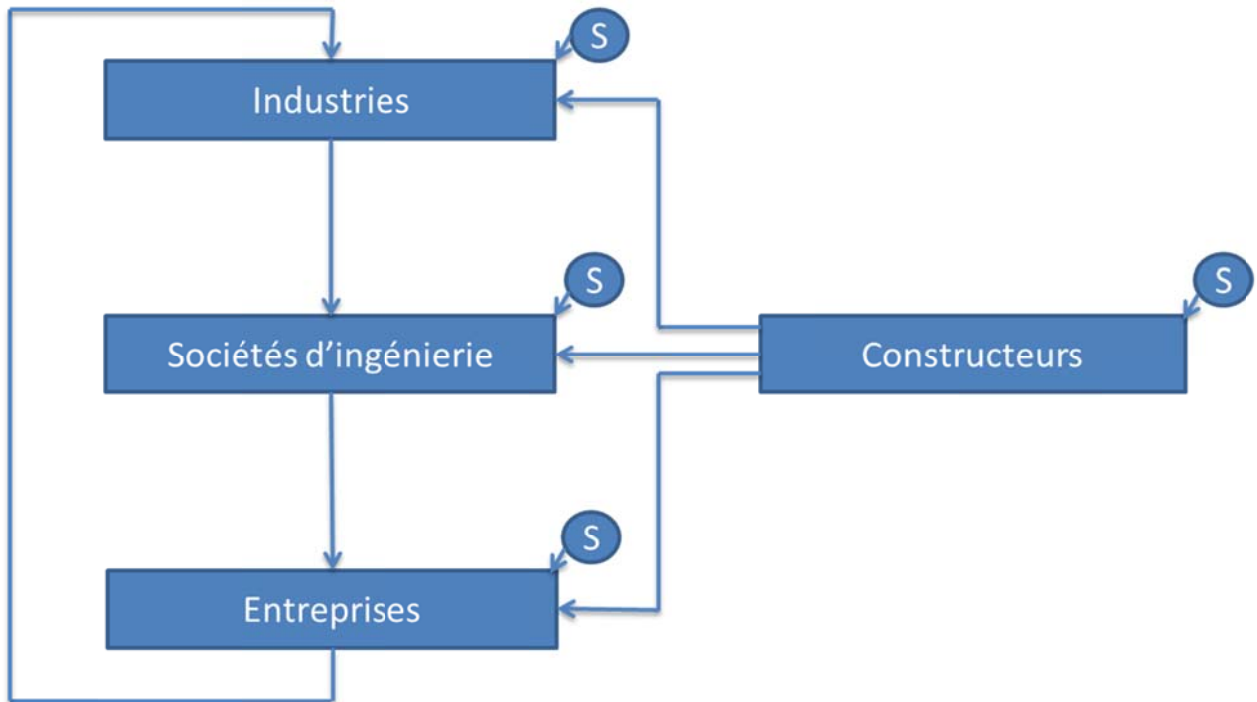 S
Industries
S
S
Sociétés d'ingénierie
Constructeurs
S
Entreprises